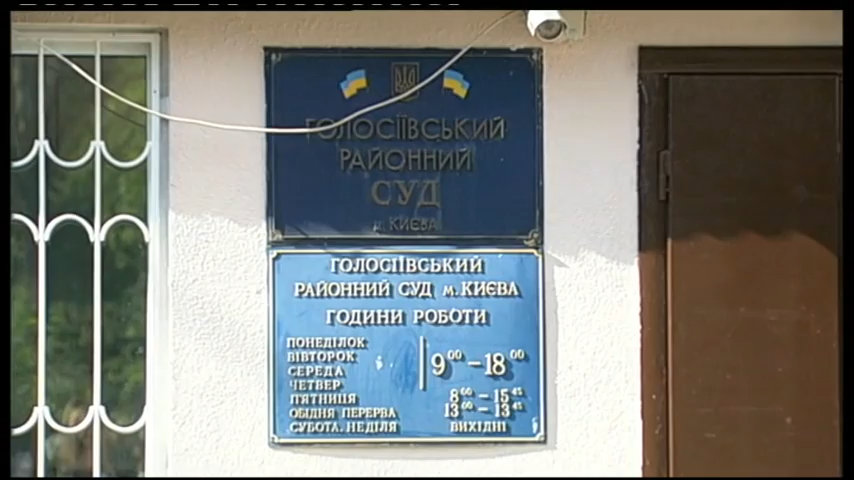 ГОЛОСІЇВСЬКИЙ
РАЙОННИЙ
СУД
м. КИЄВА
ГОЛОСІЇВСЬКИЙ
РАЙОННИЙ СУД м. КИЄВА
ГОДИНИ РОБОТИ
ПОНЕДІЛОК
ВІВТОРОК
СЕРЕДА
ЧЕТВЕР
9⁰⁰ – 18⁰⁰
П'ЯТНИЦЯ 8⁰⁰ – 15⁴⁵
ОБІДНЯ ПЕРЕРВА 13⁰⁰ – 13⁴⁵
СУБОТА. НЕДІЛЯ ВИХІДНІ